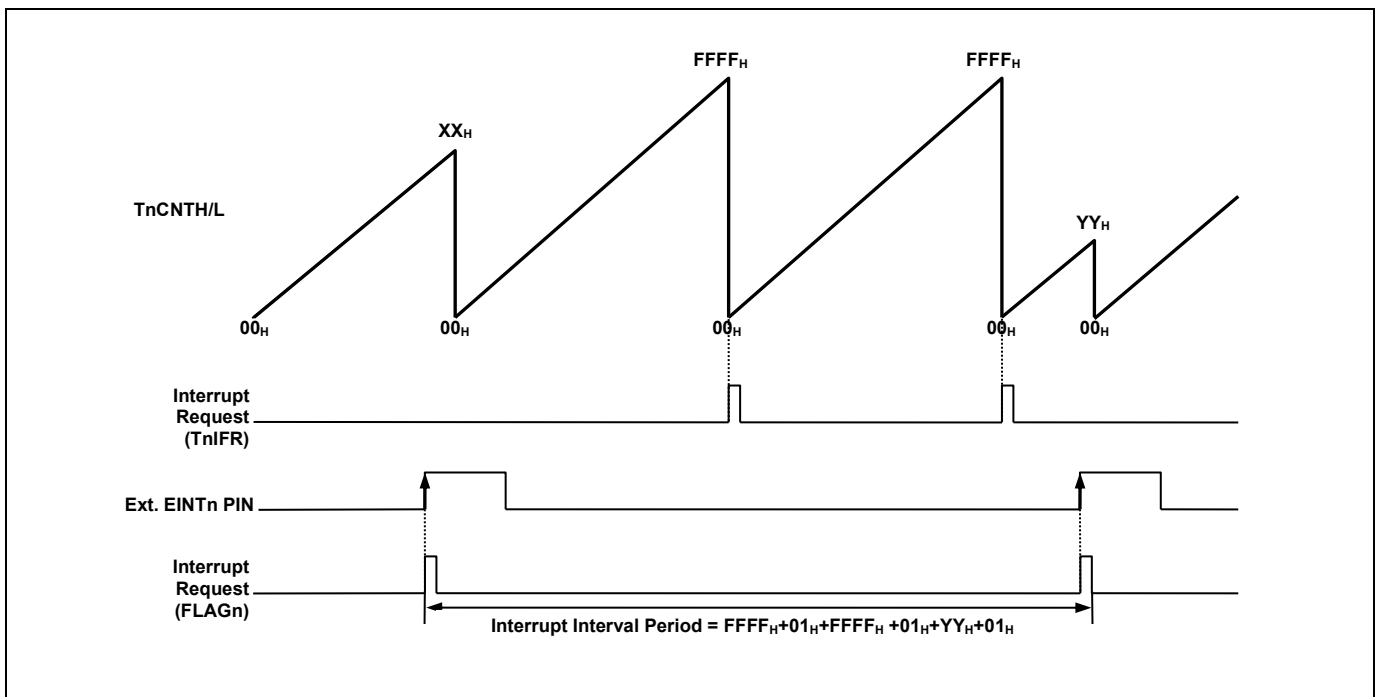 FFFFH FFFFH
XXH
TnCNTH/L
YYH
00H 00H 00H 00H 00H
Interrupt
Request
(TnIFR)
Ext. EINTn PIN
Interrupt
Request
(FLAGn)
Interrupt Interval Period = FFFFH+01H+FFFFH +01H+YYH+01H